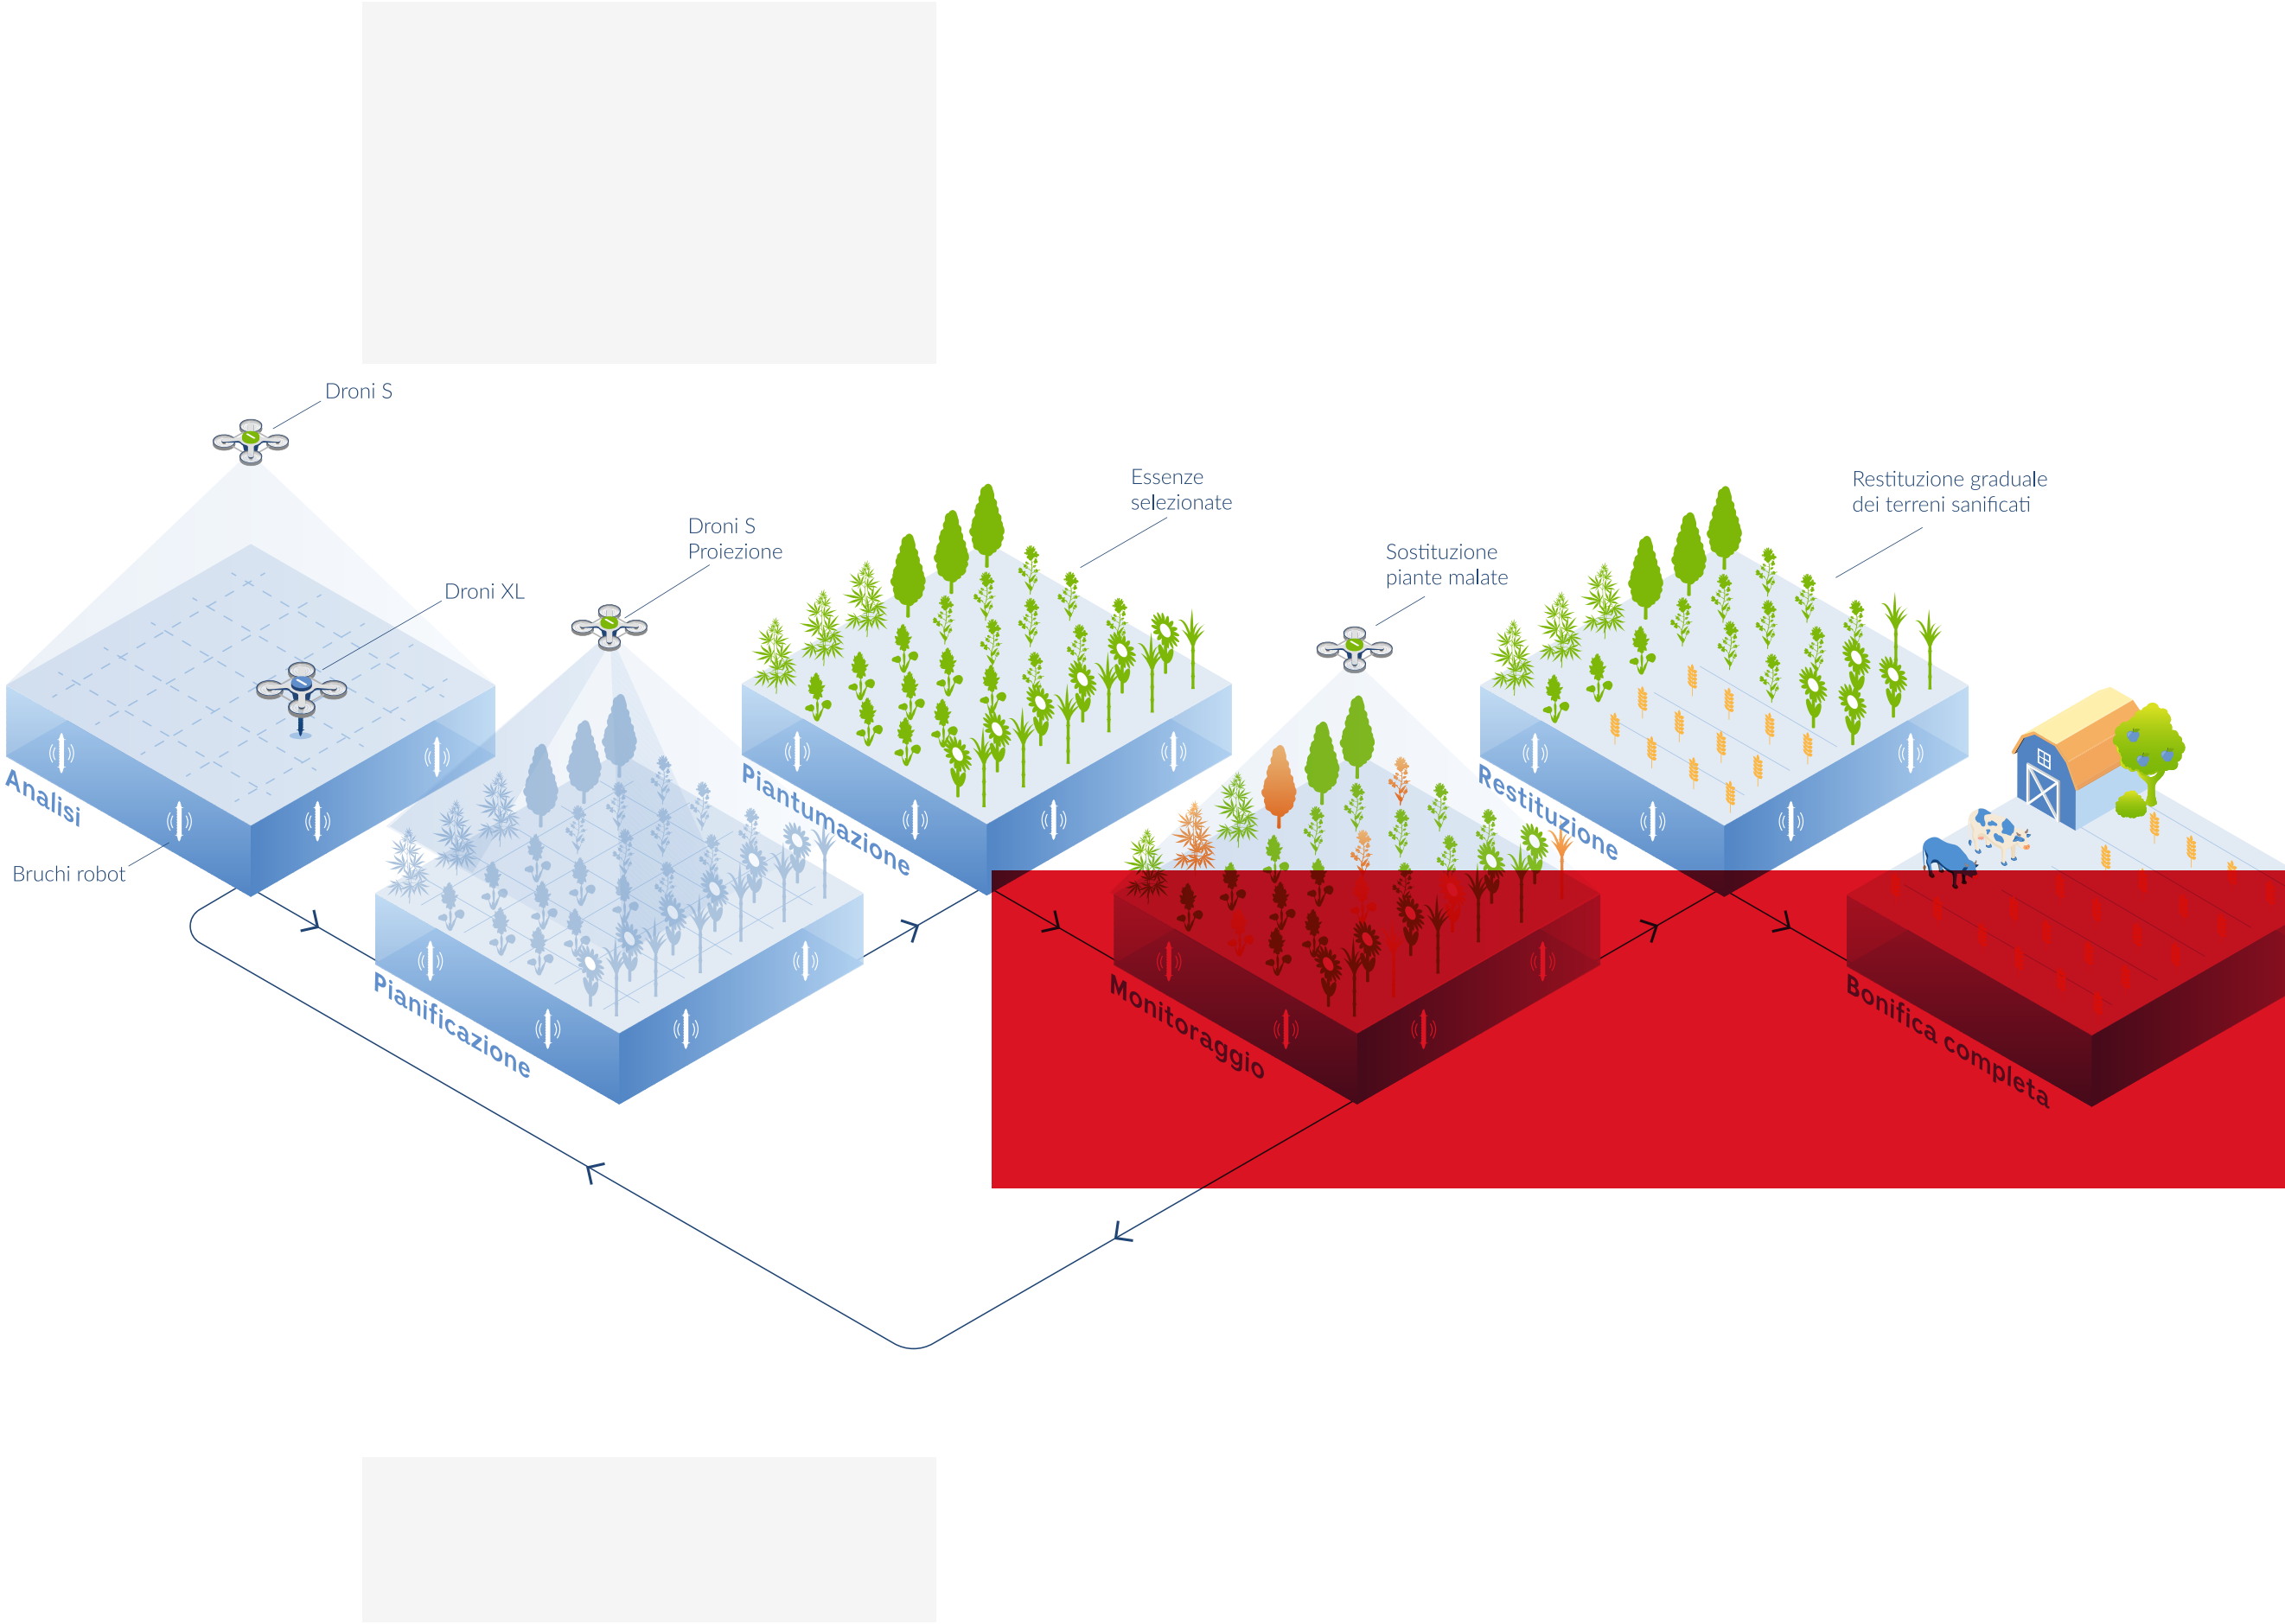 Droni S
Droni XL
Analisi
Bruchi robot
Droni S
Proiezione
Pianificazione
Essenze
selezionate
Piantumazione
Sostituzione
piante malate
Monitoraggio
Restituzione graduale
dei terreni sanificati
Restituzione
Bonifica completa